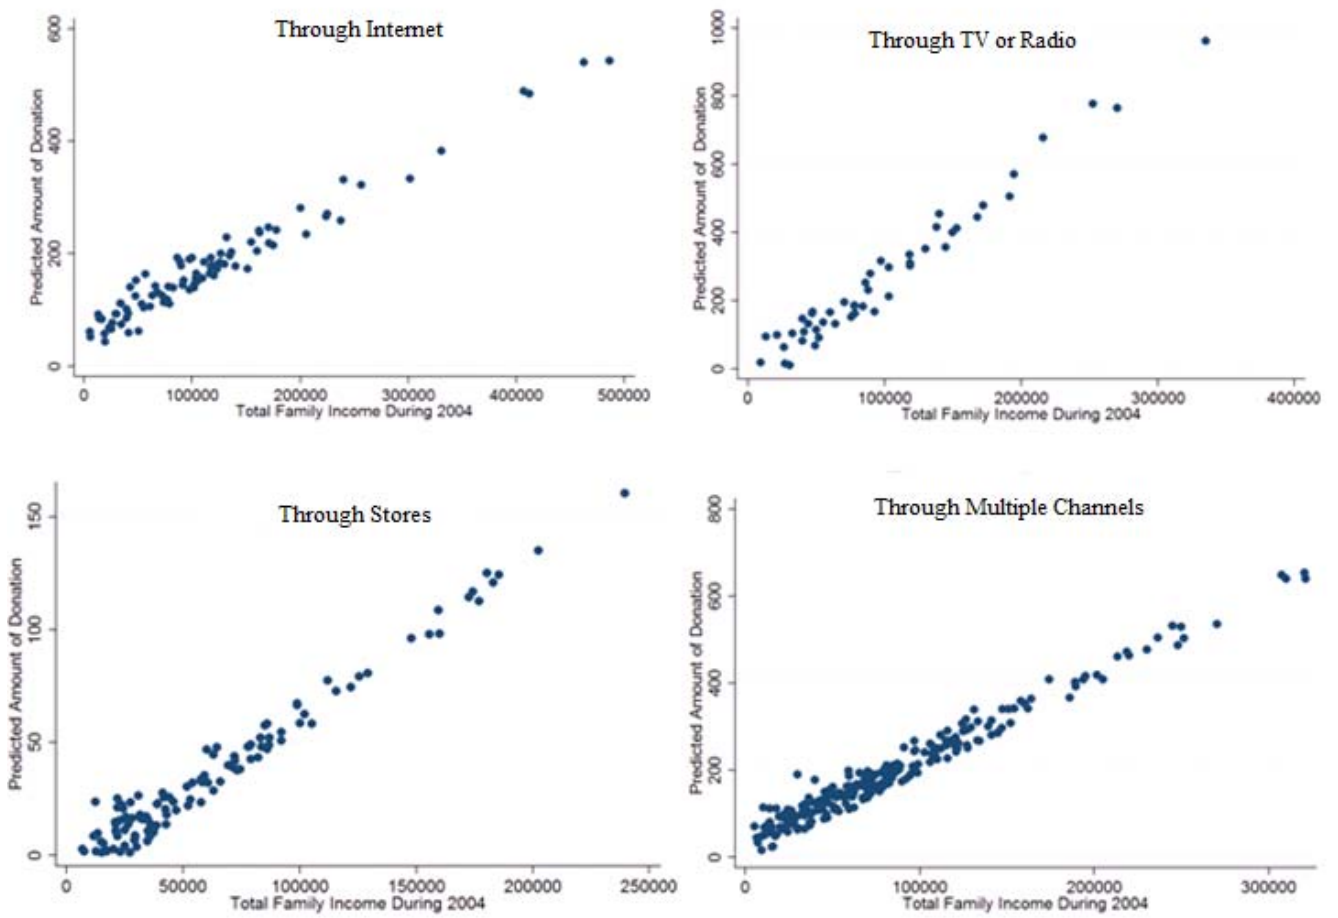 Through Internet
Predicted Amount of Donation
600
400
200
0
0 100000 200000 300000 400000 500000
Total Family Income During 2004
Through TV or Radio
Predicted Amount of Donation
1000
800
600
400
200
0
0 100000 200000 300000 400000
Total Family Income During 2004
Through Stores
Predicted Amount of Donation
150
100
50
0
0 500000 100000 1500000 200000 250000
Total Family Income During 2004
Through Multiple Channels
Predicted Amount of Donation
800
600
400
200
0
0 100000 200000 300000
Total Family Income During 2004